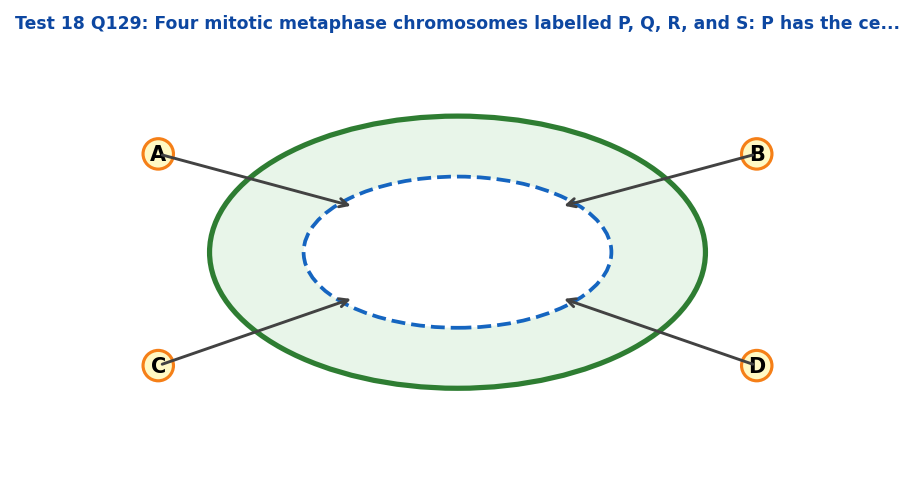 Test 18 Q129: Four mitotic metaphase chromosomes labelled P, Q, R, and S: P has the ce...
A
B
C
D